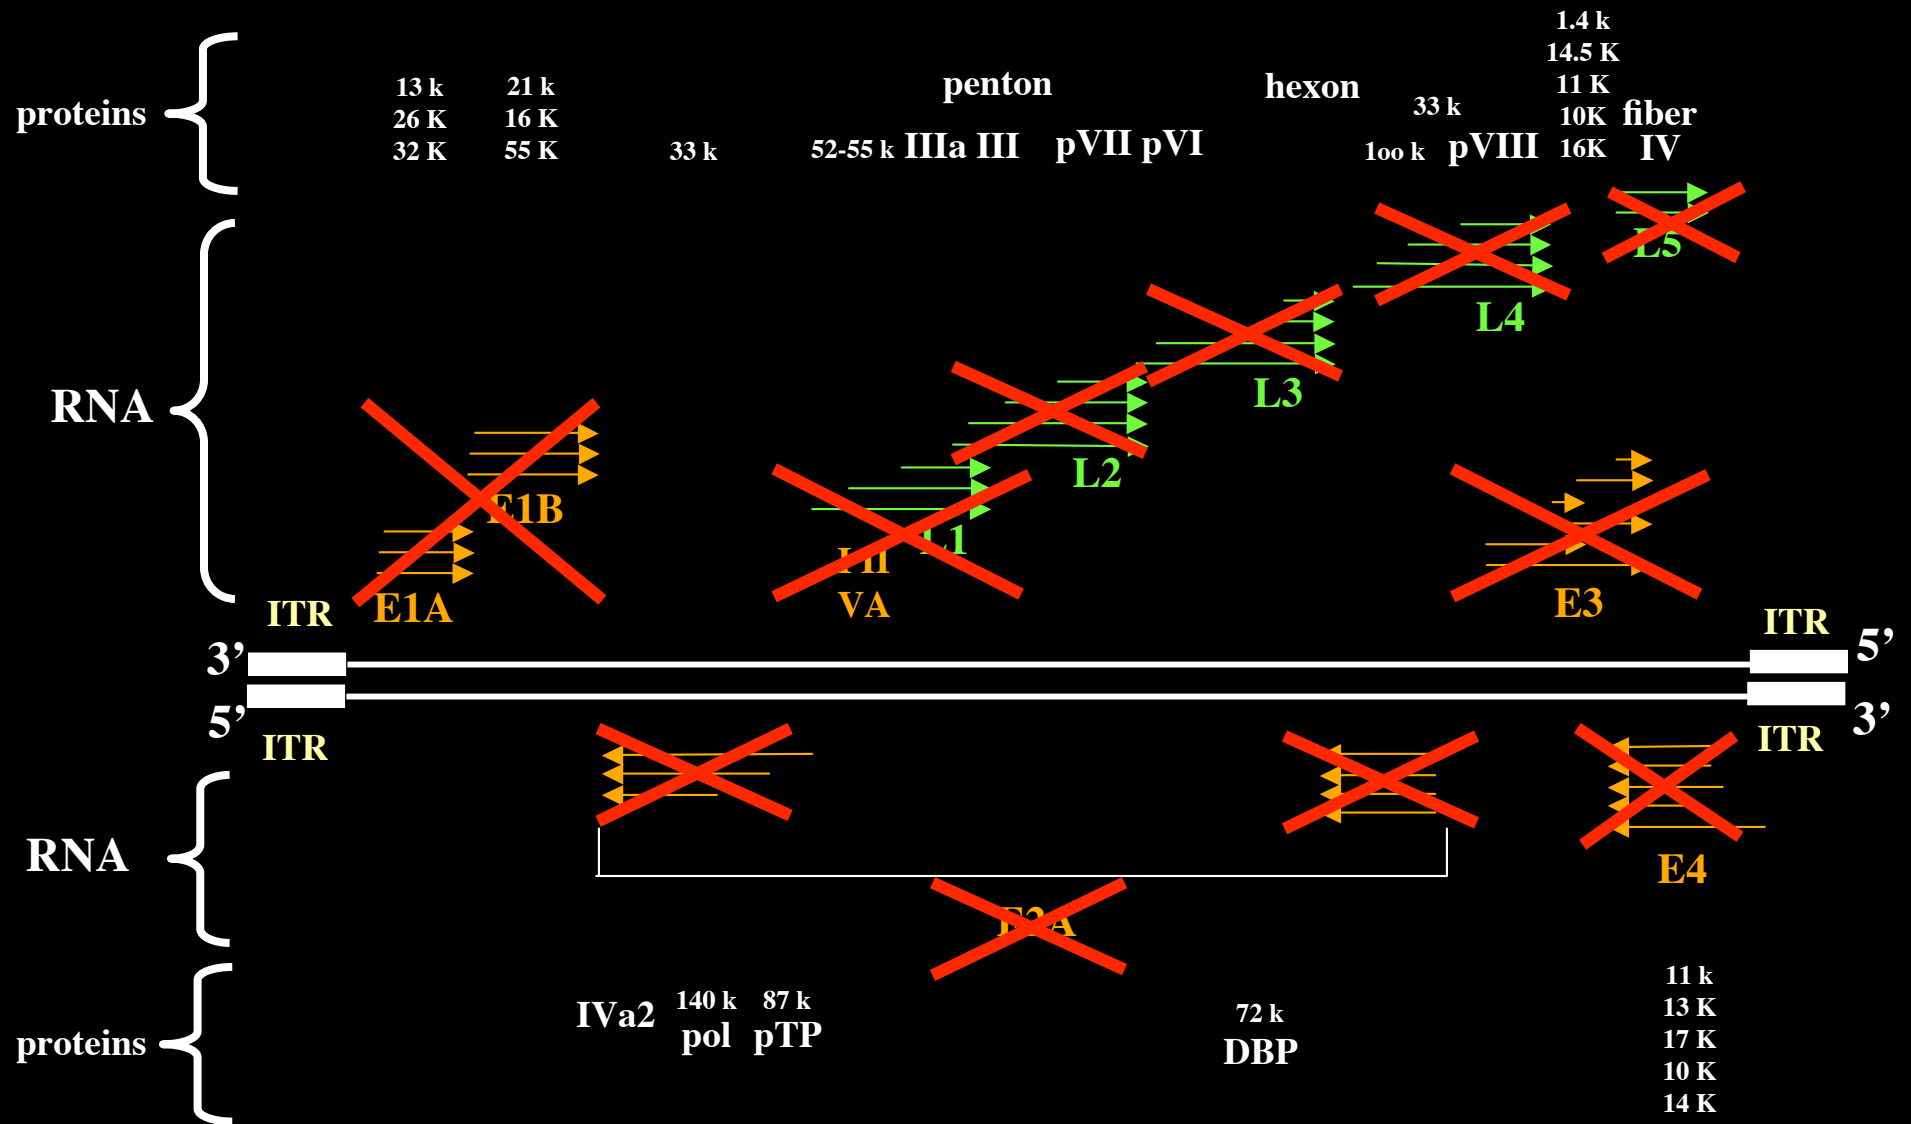 1.4 k
14.5 K
11 K
10K
16K
fiber
IV
13 k
26 K
32 K
21 k
16 K
55 K
33 k
penton
52-55 k IIIa III
pVII pVI
hexon
33 k
1oo k pVIII
proteins
RNA
L5
L4
L3
L2
L1
E1B
E1A
I II
VA
E3
ITR
ITR
3’
5’
5’
3’
ITR
ITR
RNA
E4
E2A
proteins
IVa2
140 k
pol
87 k
pTP
72 k
DBP
11 k
13 K
17 K
10 K
14 K